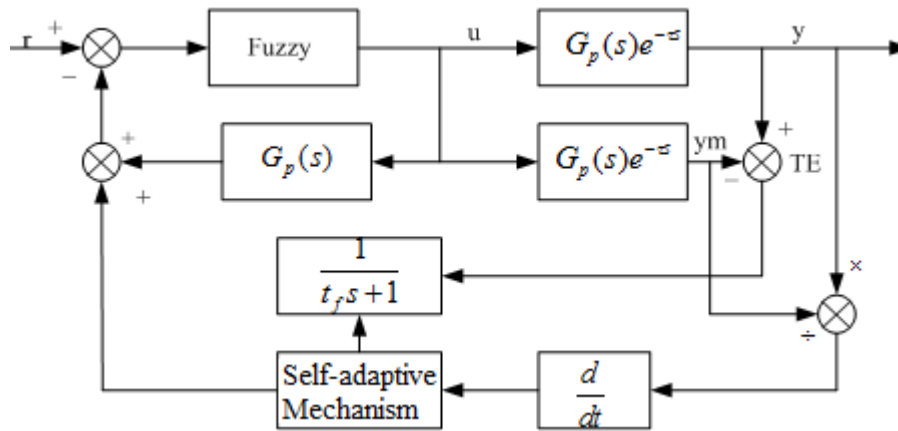 r
+
−
Fuzzy
u
G_p(s)e^{-τs}
y
+
+
G_p(s)
G_p(s)e^{-τs}
ym
−
+
TE
1
t_f s+1
×
÷
Self-adaptive
Mechanism
d
dt